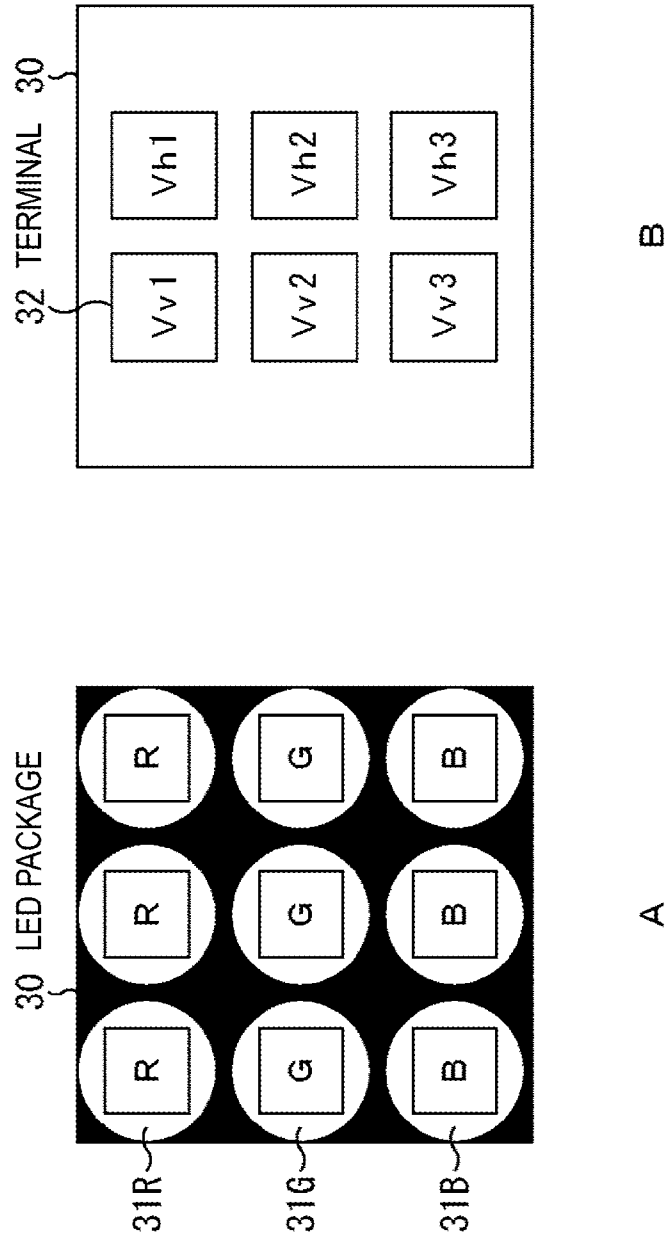 30 LED PACKAGE
31R R R R
31G G G G
31B B B B
A
32 TERMINAL 30
Vv1 Vh1
Vv2 Vh2
Vv3 Vh3
B